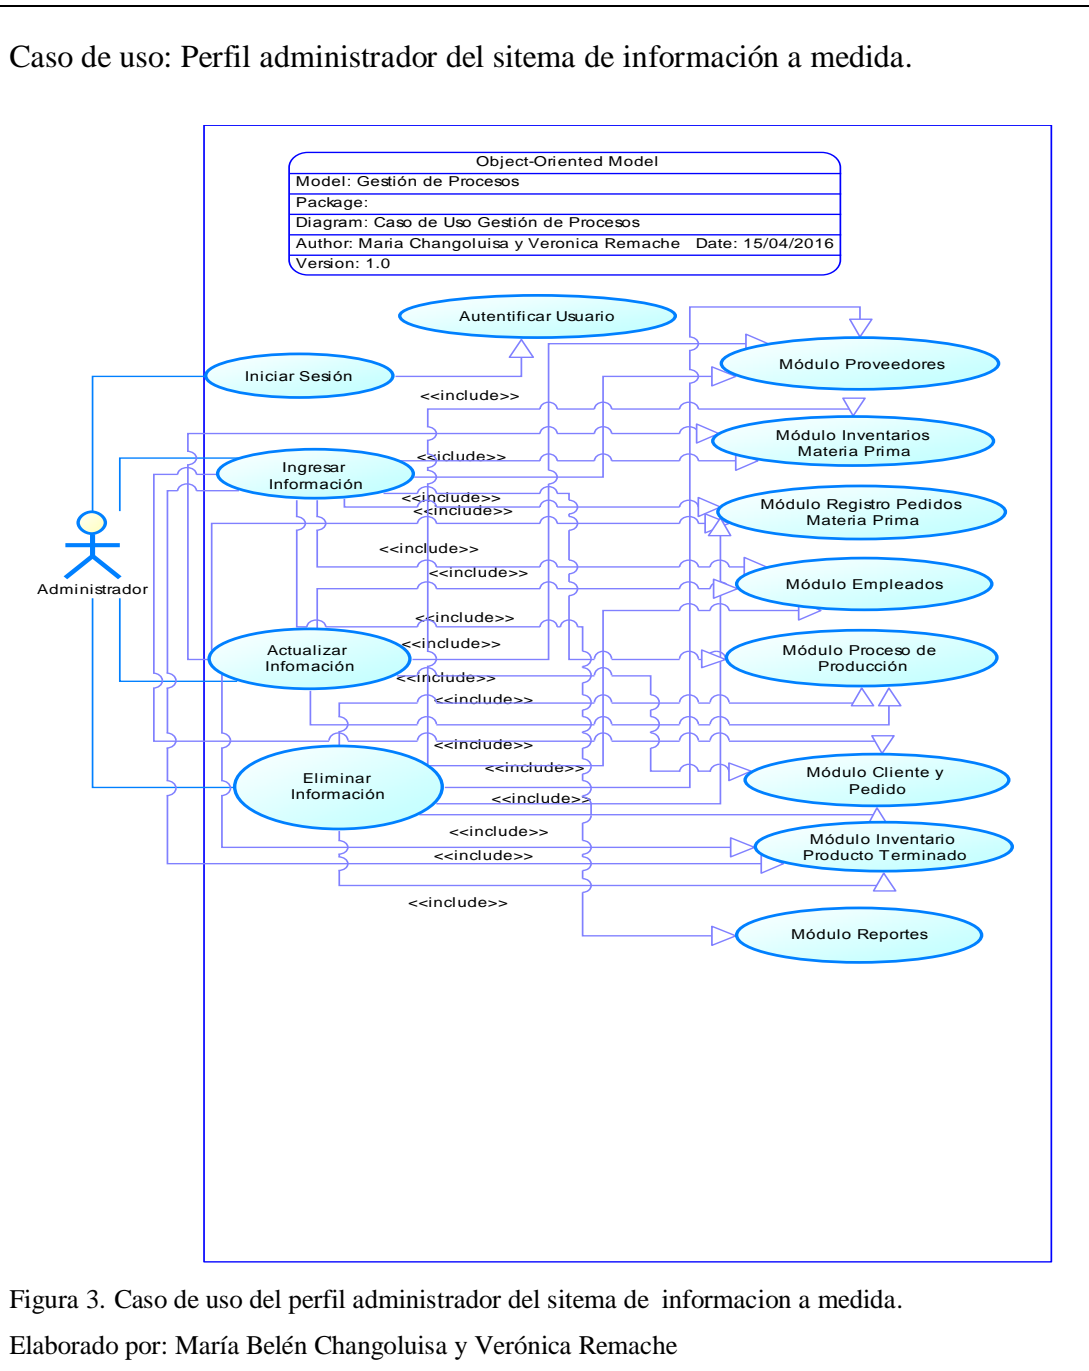 Caso de uso: Perfil administrador del sitema de información a medida.
Object-Oriented Model
Model: Gestión de Procesos
Package:
Diagram: Caso de Uso Gestión de Procesos
Author: Maria Changoluisa y Veronica Remache Date: 15/04/2016
Version: 1.0
Autentificar Usuario
Módulo Proveedores
Iniciar Sesión
<<include>>
Módulo Inventarios
Materia Prima
<<iclude>>
Ingresar
Información
<<include>>
<<include>>
Módulo Registro Pedidos
Materia Prima
<<include>>
<<include>>
Administrador
Módulo Empleados
<<include>>
<<include>>
Actualizar
Infomación
Módulo Proceso de
Producción
<<include>>
<<include>>
<<include>>
<<include>>
Eliminar
Información
Módulo Cliente y
Pedido
<<include>>
<<include>>
<<include>>
Módulo Inventario
Producto Terminado
<<include>>
Módulo Reportes
Figura 3. Caso de uso del perfil administrador del sitema de informacion a medida.
Elaborado por: María Belén Changoluisa y Verónica Remache